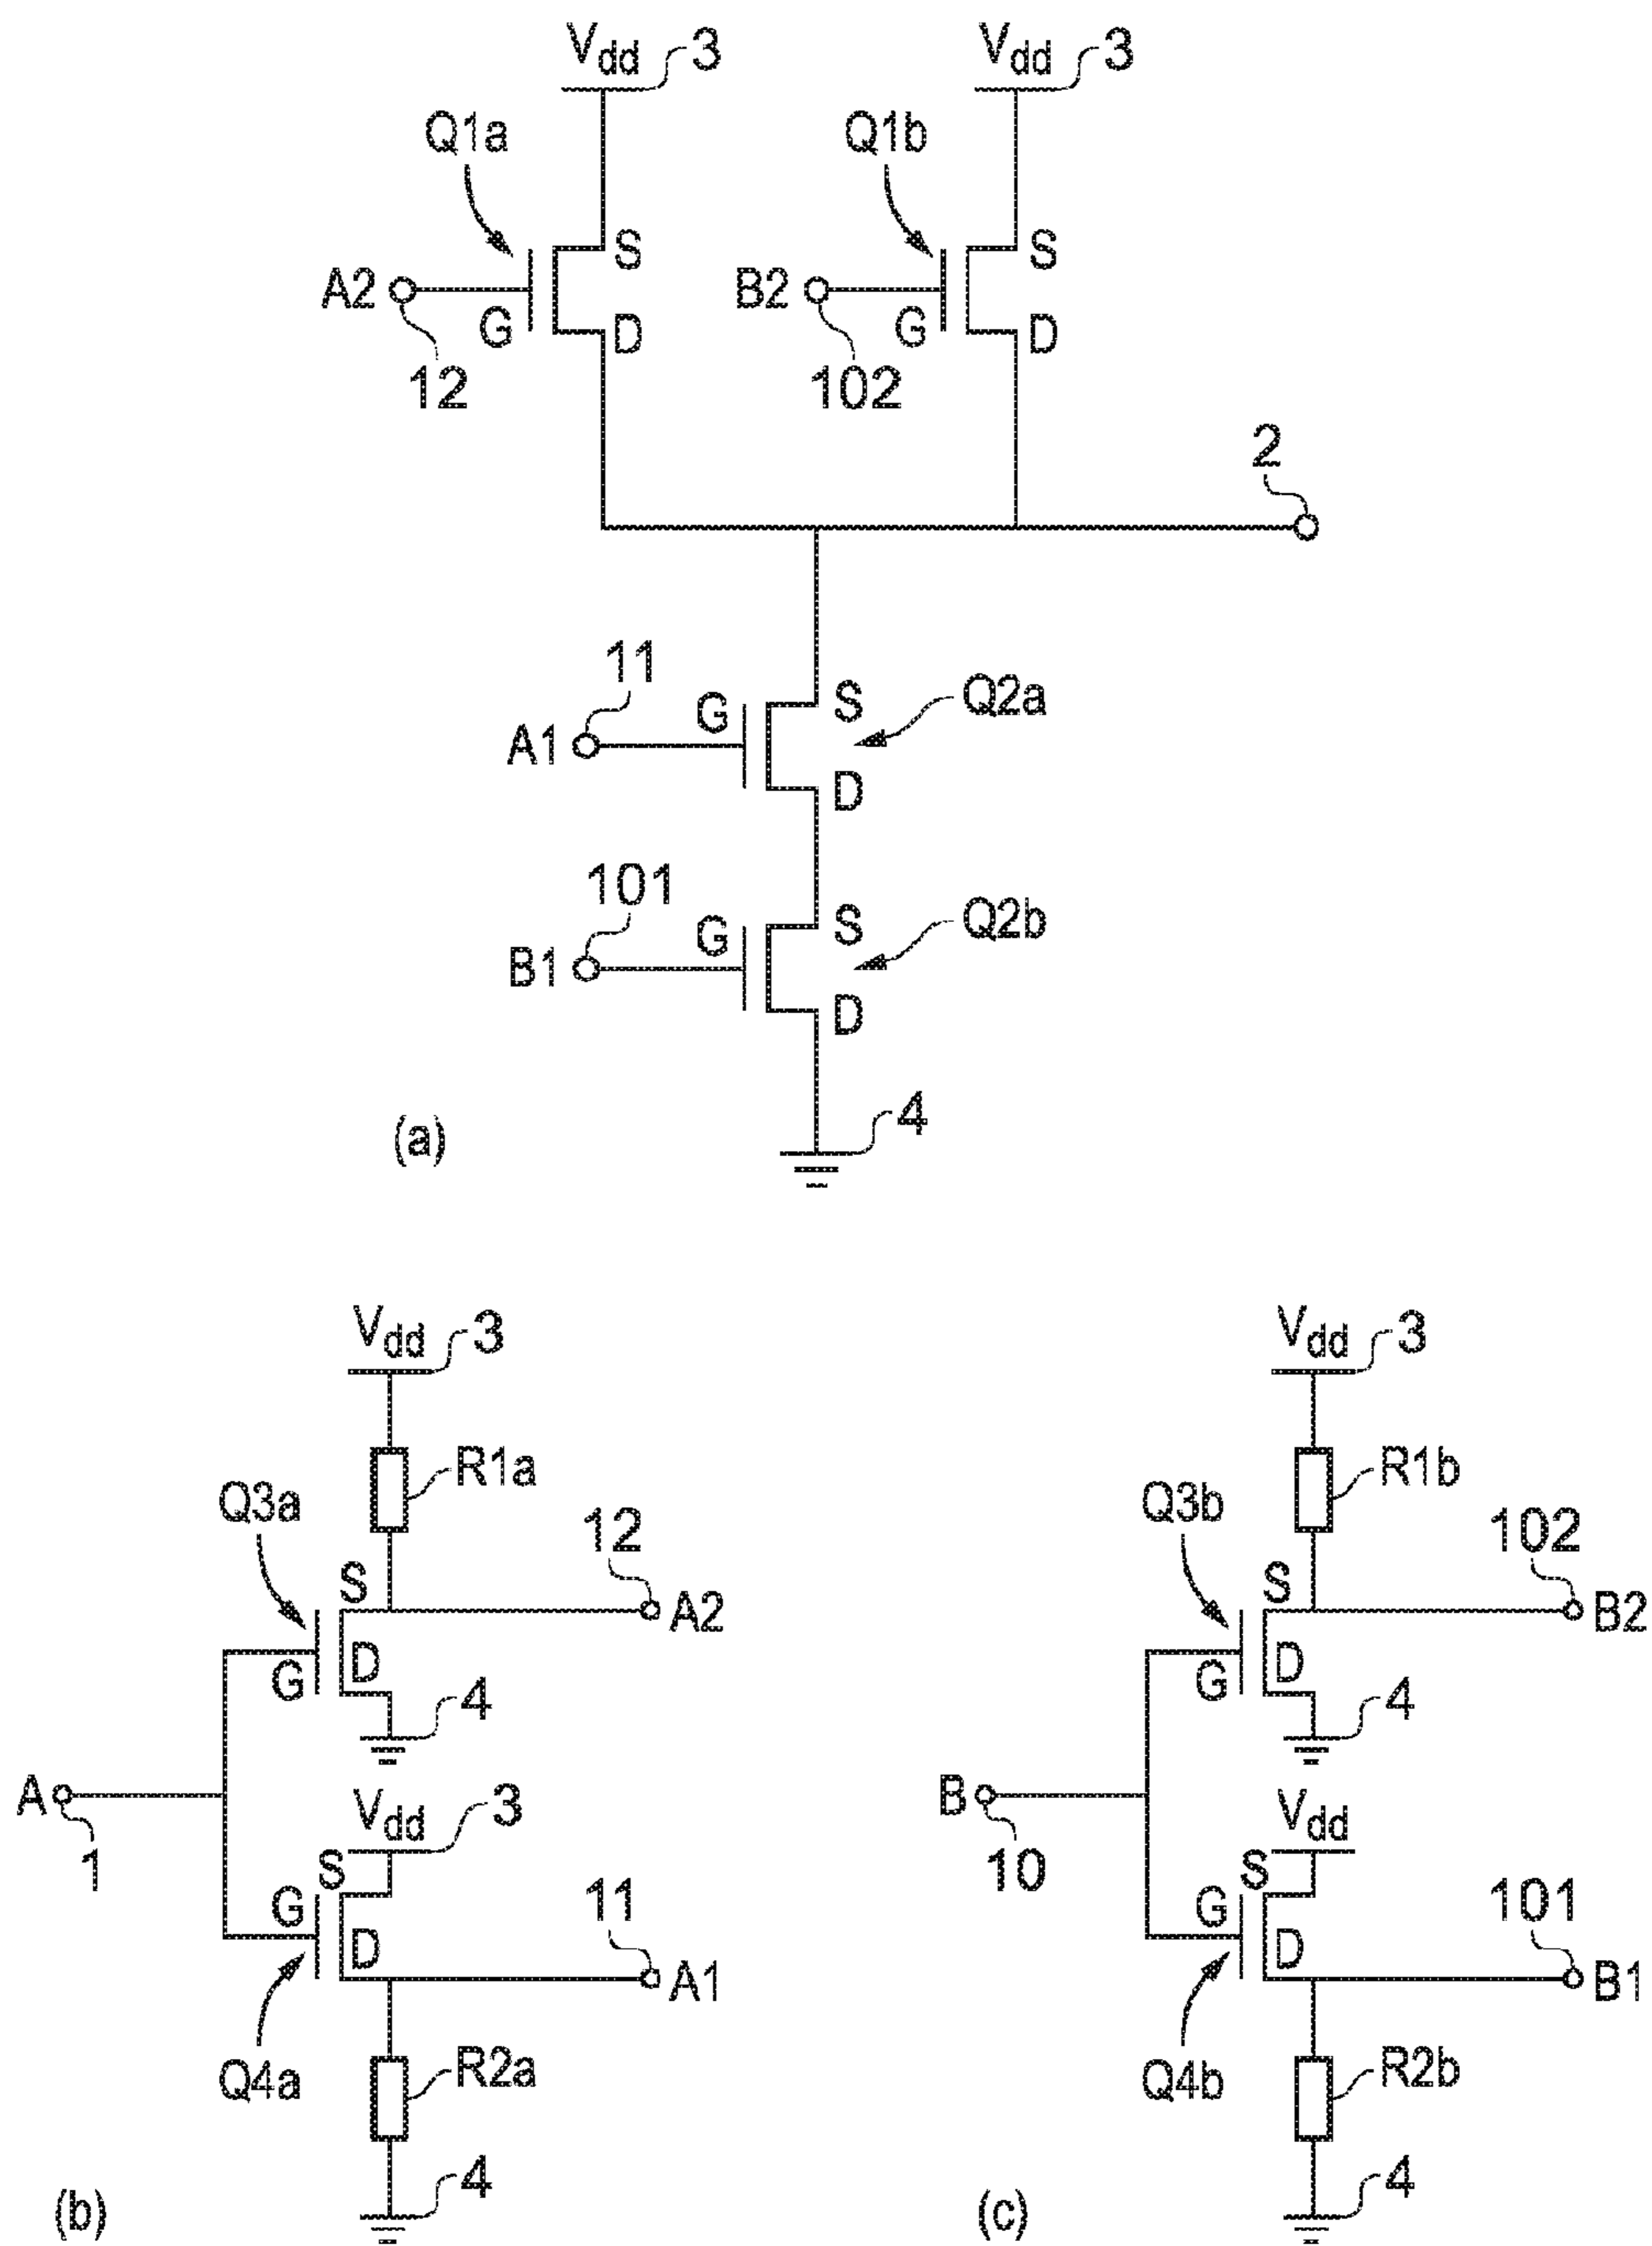 Vdd 3 Vdd 3
Q1a Q1b
S S
A2 B2
G D G D
12 102
2
11
G S Q2a
A1
D
101
G S Q2b
B1
D
4
(a)
Vdd 3 Vdd 3
R1a R1b
Q3a Q3b
12 102
S S
A2 B2
D D
G G
4 4
A Vdd 3 B Vdd
1 10
S S
G 11 G 101
D D
A1 B1
R2a R2b
Q4a Q4b
4 4
(b) (c)